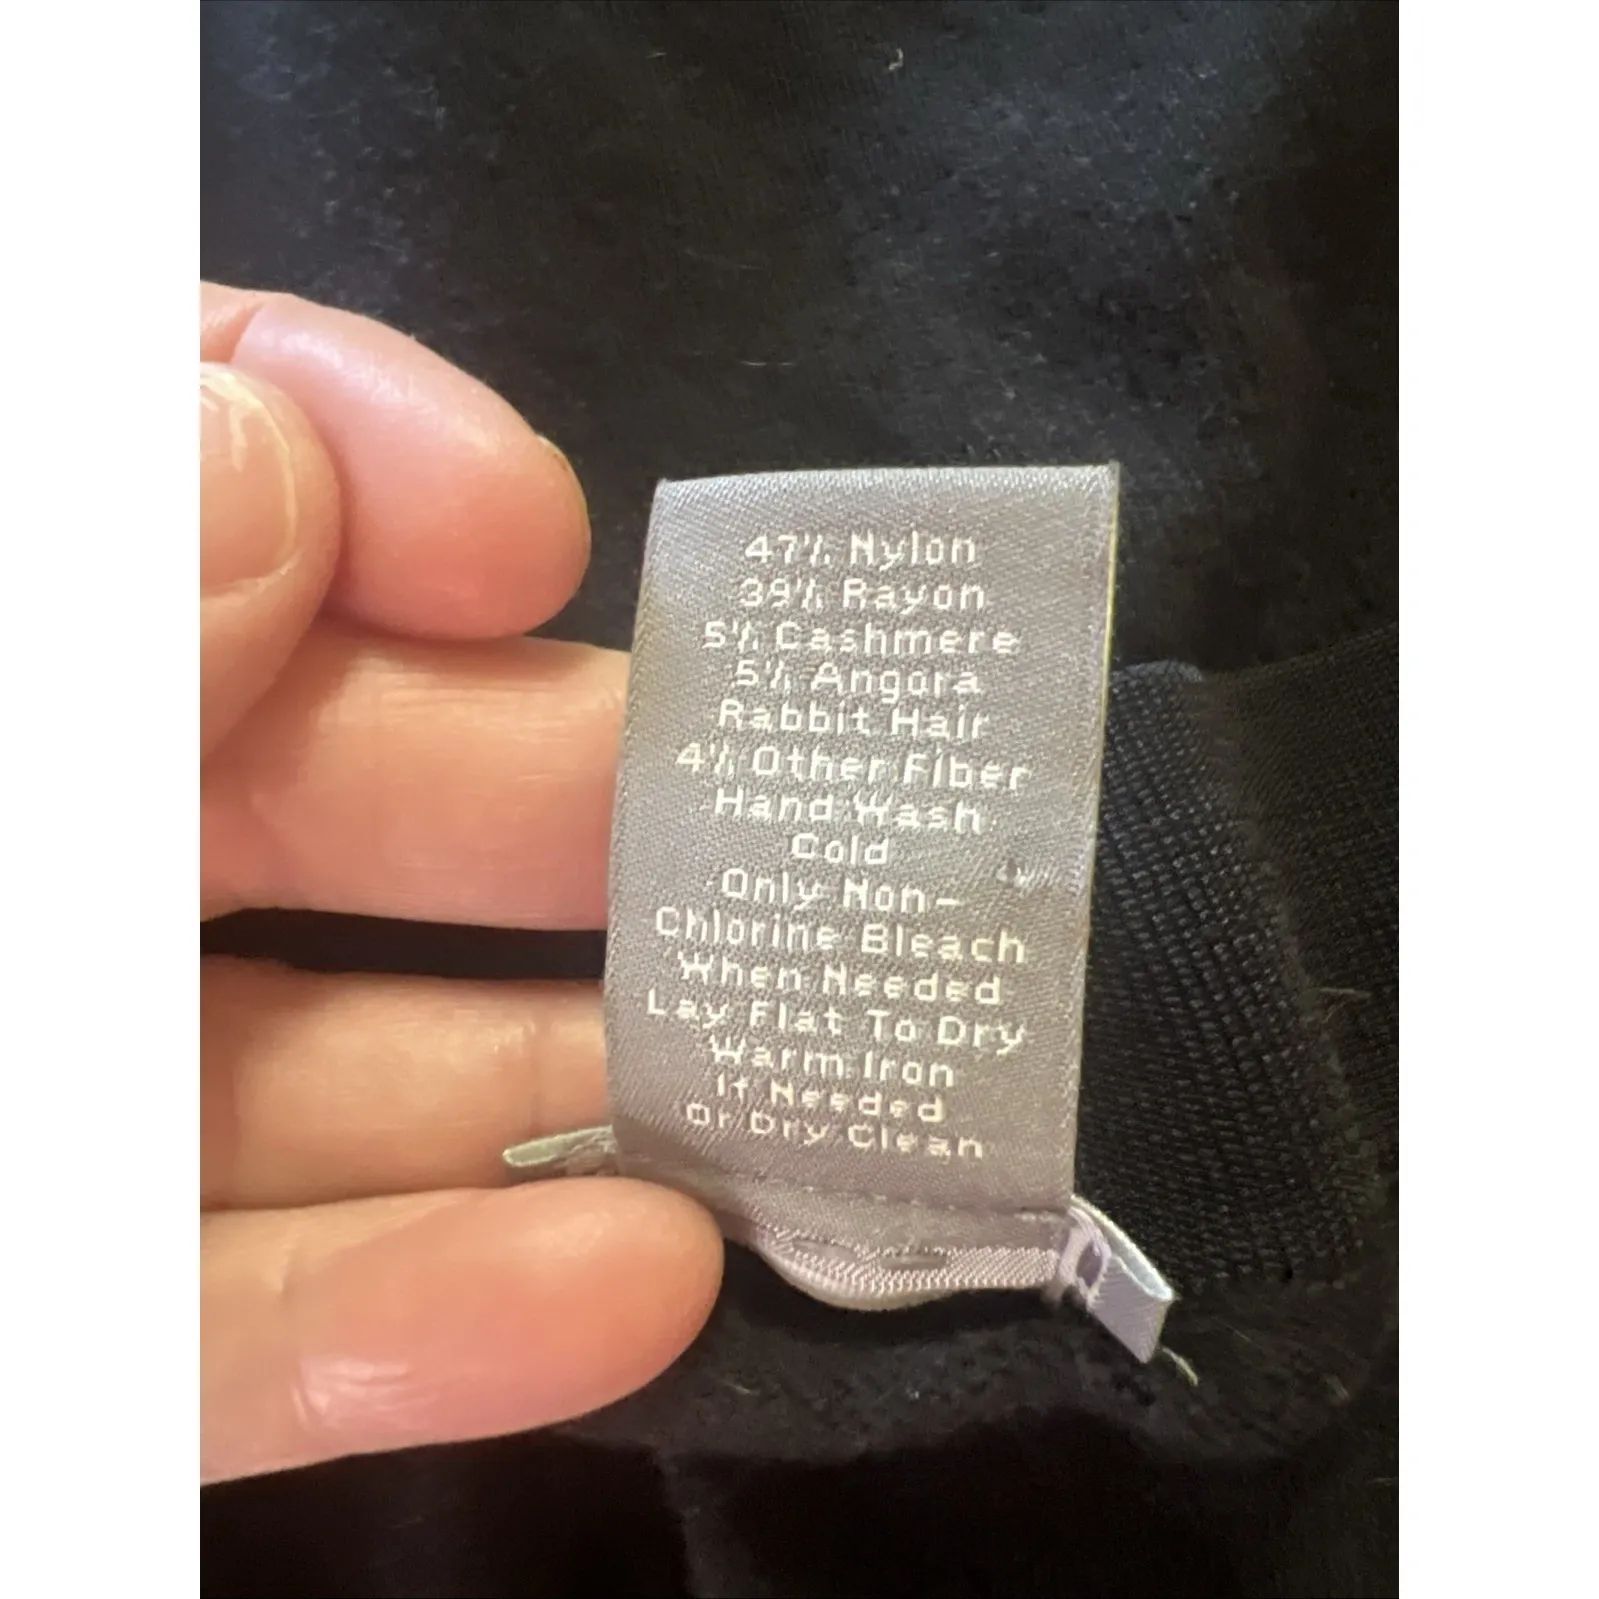 47% Nylon
39% Rayon
5% Cashmere
5% Angora
Rabbit Hair
4% Other Fiber
Hand Wash
Cold
Only Non-
Chlorine Bleach
When Needed
Lay Flat To Dry
Warm Iron
If Needed
Or Dry Clean